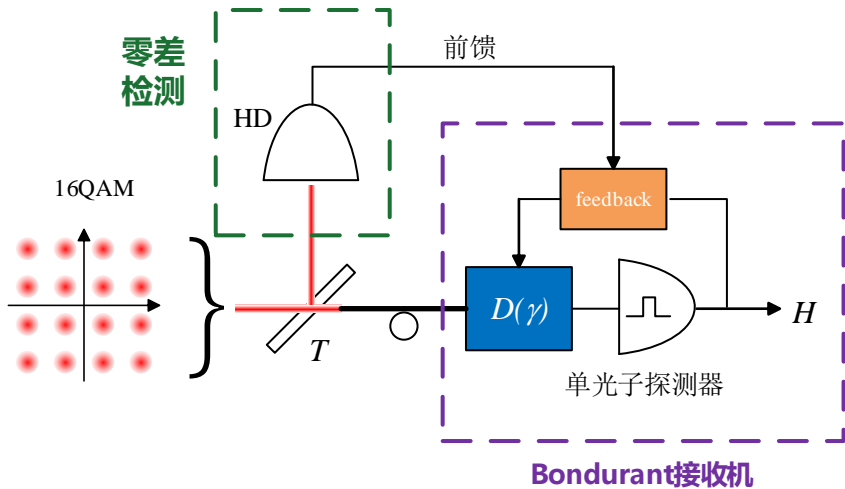 零差
检测
前馈
HD
16QAM
feedback
D(γ)
H
T
单光子探测器
Bondurant接收机